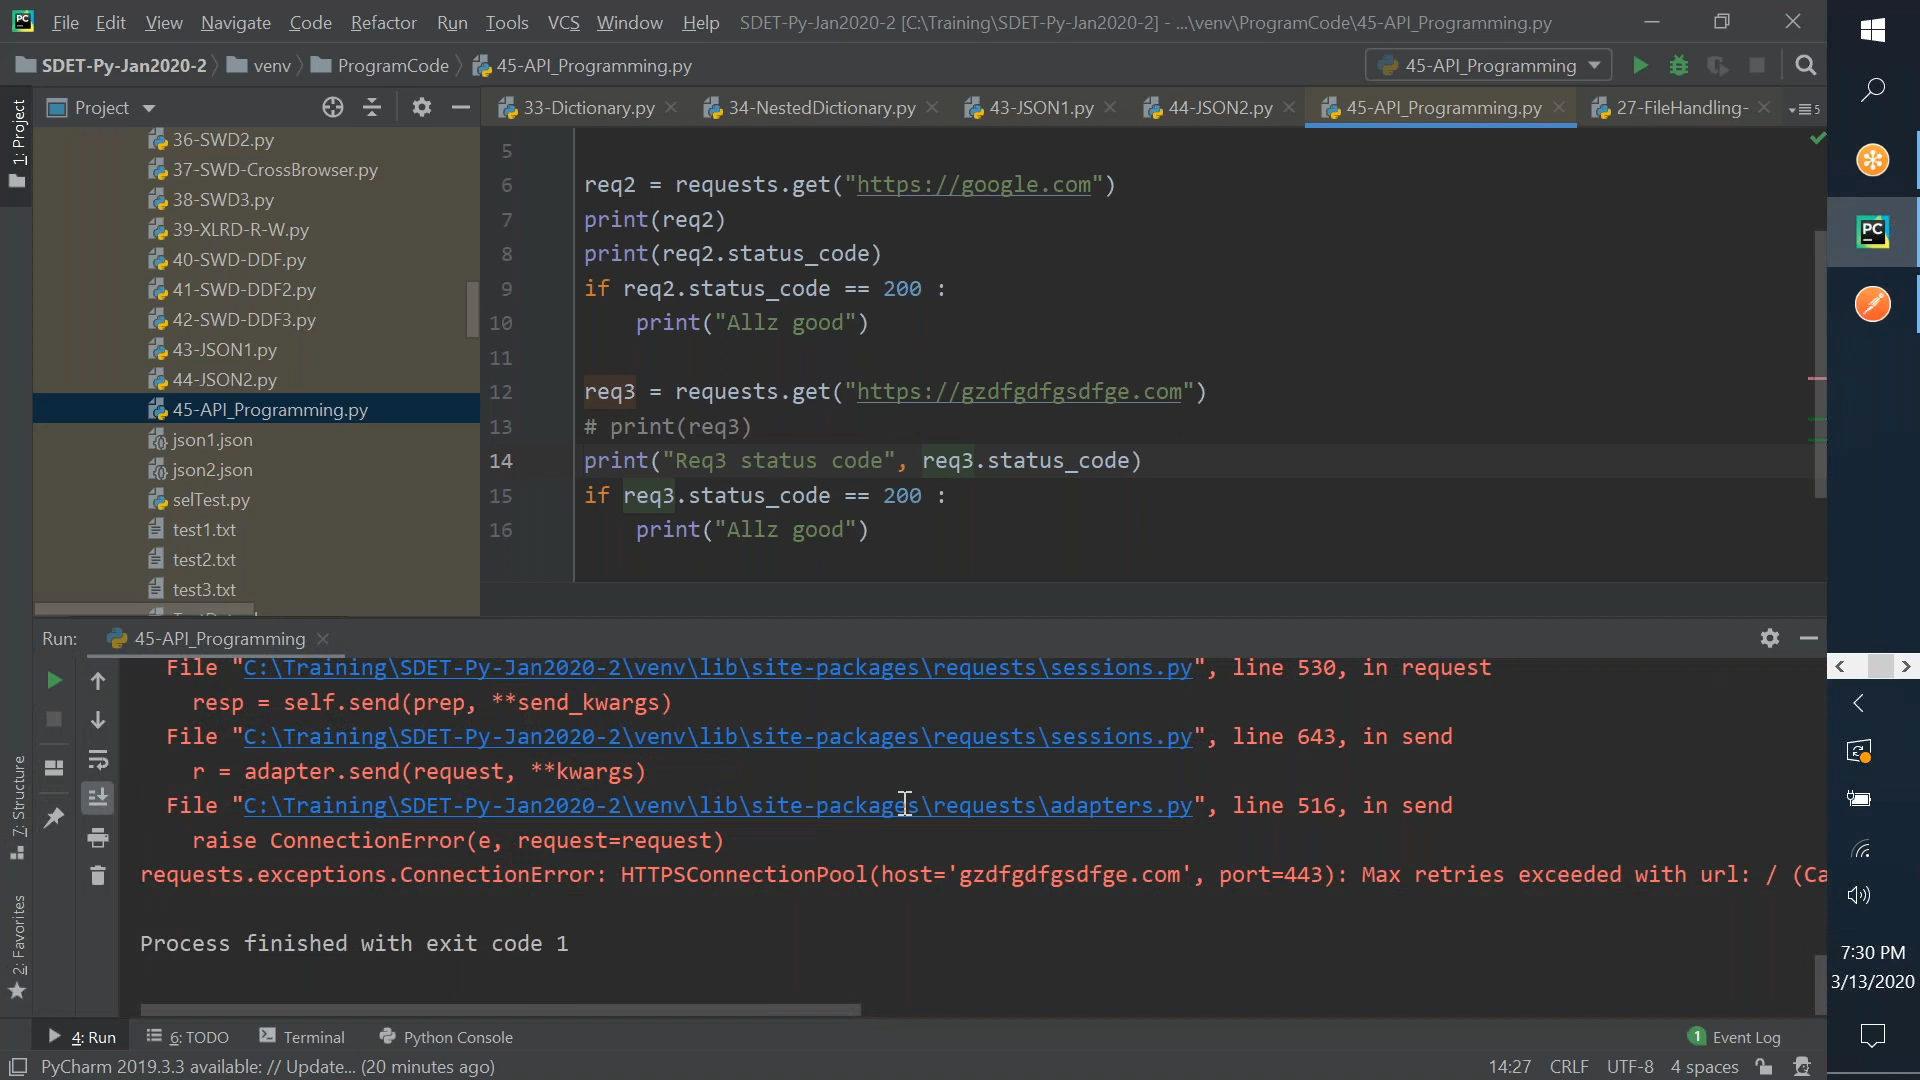 PC File Edit View Navigate Code Refactor Run Tools VCS Window Help SDET-Py-Jan2020-2 [C:\Training\SDET-Py-Jan2020-2] - ...\venv\ProgramCode\45-API_Programming.py
SDET-Py-Jan2020-2 venv ProgramCode 45-API_Programming.py 45-API_Programming
Project 33-Dictionary.py 34-NestedDictionary.py 43-JSON1.py 44-JSON2.py 45-API_Programming.py 27-FileHandling- 5
1: Project
36-SWD2.py
37-SWD-CrossBrowser.py
38-SWD3.py
39-XLRD-R-W.py
40-SWD-DDF.py
41-SWD-DDF2.py
42-SWD-DDF3.py
43-JSON1.py
44-JSON2.py
45-API_Programming.py
json1.json
json2.json
selTest.py
test1.txt
test2.txt
test3.txt
5
6 req2 = requests.get("https://google.com")
7 print(req2)
8 print(req2.status_code)
9 if req2.status_code == 200 :
10 print("Allz good")
11
12 req3 = requests.get("https://gzdfgdfgsdfge.com")
13 # print(req3)
14 print("Req3 status code", req3.status_code)
15 if req3.status_code == 200 :
16 print("Allz good")
Run: 45-API_Programming
File "C:\Training\SDET-Py-Jan2020-2\venv\lib\site-packages\requests\sessions.py", line 530, in request
resp = self.send(prep, **send_kwargs)
File "C:\Training\SDET-Py-Jan2020-2\venv\lib\site-packages\requests\sessions.py", line 643, in send
r = adapter.send(request, **kwargs)
File "C:\Training\SDET-Py-Jan2020-2\venv\lib\site-packages\requests\adapters.py", line 516, in send
raise ConnectionError(e, request=request)
requests.exceptions.ConnectionError: HTTPSConnectionPool(host='gzdfgdfgsdfge.com', port=443): Max retries exceeded with url: / (Ca
Process finished with exit code 1
7: Structure
2: Favorites
4: Run 6: TODO Terminal Python Console 1 Event Log
PyCharm 2019.3.3 available: // Update... (20 minutes ago) 14:27 CRLF UTF-8 4 spaces
PC
7:30 PM
3/13/2020